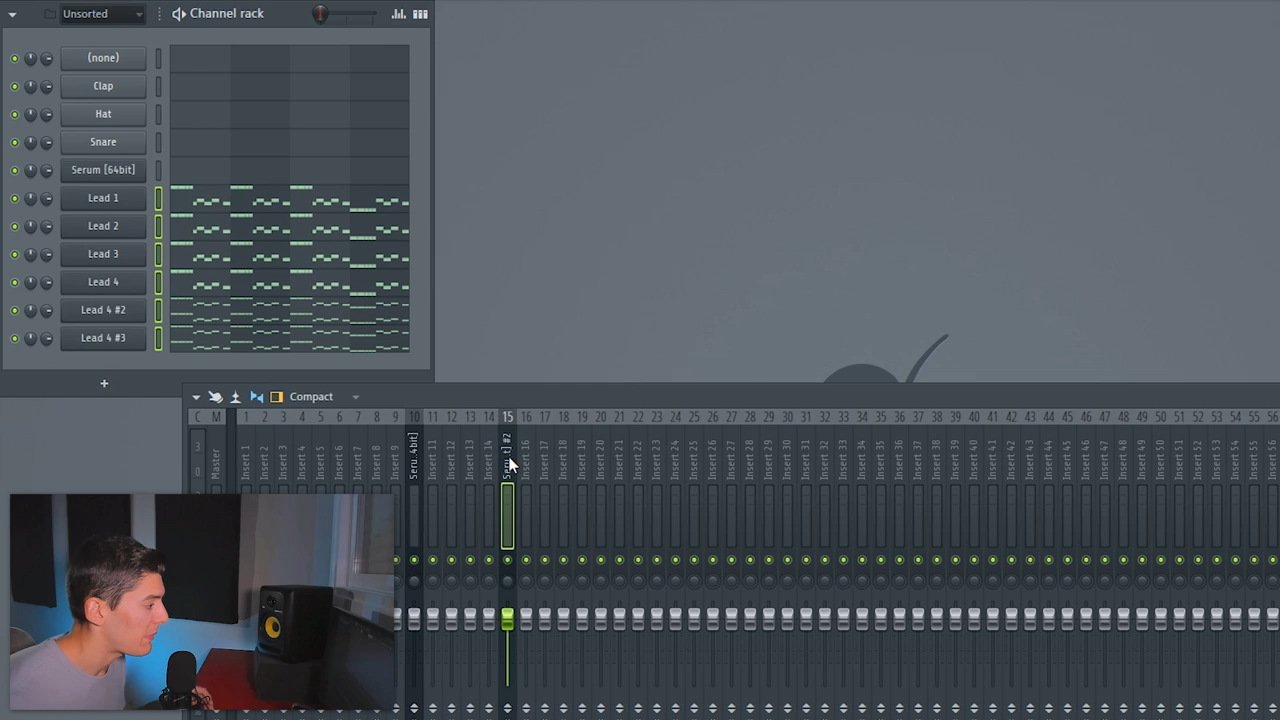 Unsorted
Channel rack
(none)
Clap
Hat
Snare
Serum [64bit]
Lead 1
Lead 2
Lead 3
Lead 4
Lead 4 #2
Lead 4 #3
+
Compact
C M 1 2 3 4 5 6 7 8 9 10 11 12 13 14 15 16 17 18 19 20 21 22 23 24 25 26 27 28 29 30 31 32 33 34 35 36 37 38 39 40 41 42 43 44 45 46 47 48 49 50 51 52 53 54 55 56
3
0
Master
Insert 1
Insert 2
Insert 3
Insert 4
Insert 5
Insert 6
Insert 7
Insert 8
Insert 9
Seru..4bit]
Insert 11
Insert 12
Insert 13
Insert 14
#2
Insert 16
Insert 17
Insert 18
Insert 19
Insert 20
Insert 21
Insert 22
Insert 23
Insert 24
Insert 25
Insert 26
Insert 27
Insert 28
Insert 29
Insert 30
Insert 31
Insert 32
Insert 33
Insert 34
Insert 35
Insert 36
Insert 37
Insert 38
Insert 39
Insert 40
Insert 41
Insert 42
Insert 43
Insert 44
Insert 45
Insert 46
Insert 47
Insert 48
Insert 49
Insert 50
Insert 51
Insert 52
Insert 53
Insert 54
Insert 55
Insert 56